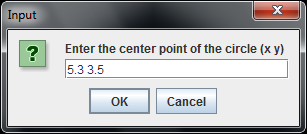 Input
?
Enter the center point of the circle (x y)
5.3 3.5
OK Cancel